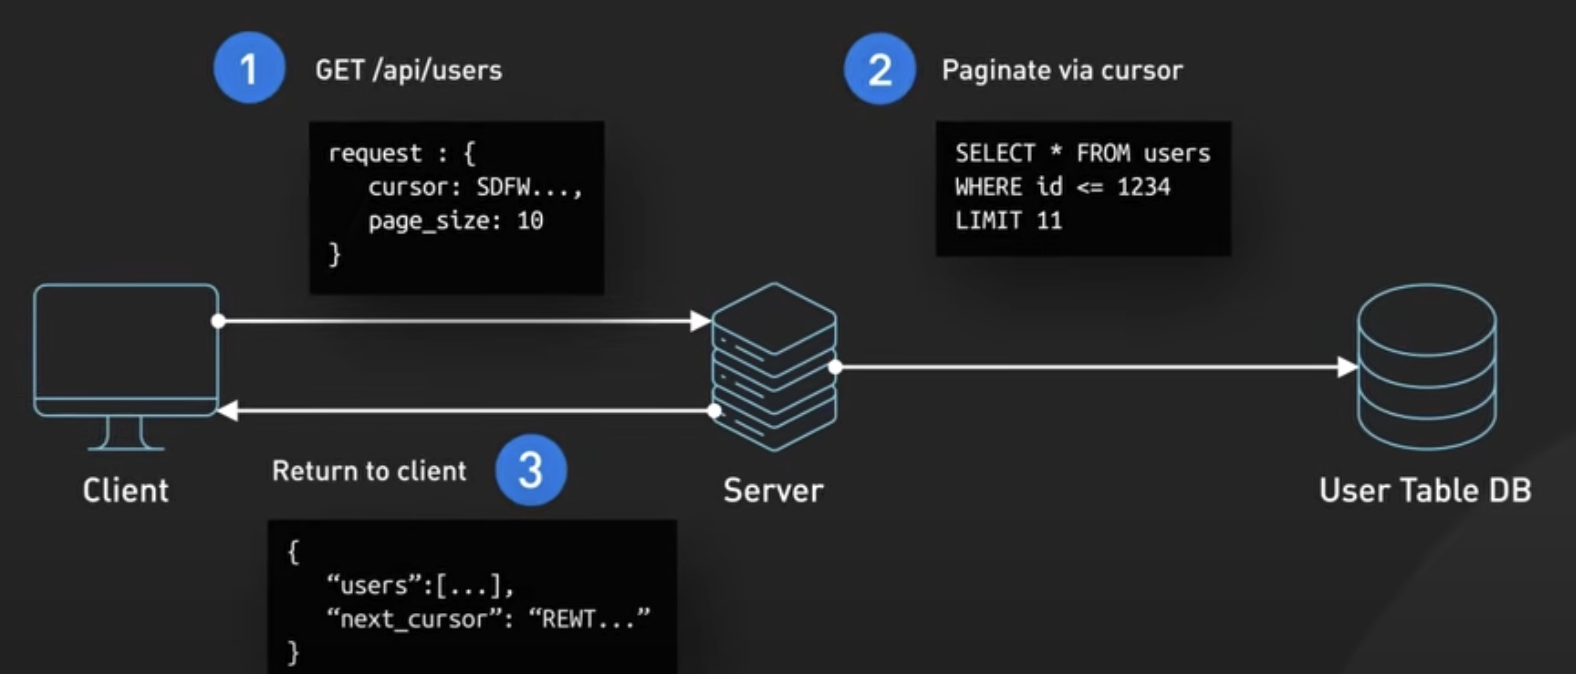 1
GET /api/users
request : {
cursor: SDFW...,
page_size: 10
}
2
Paginate via cursor
SELECT * FROM users
WHERE id <= 1234
LIMIT 11
Client
Server
User Table DB
Return to client
3
{
“users”:[...],
“next_cursor”: “REWT...”
}